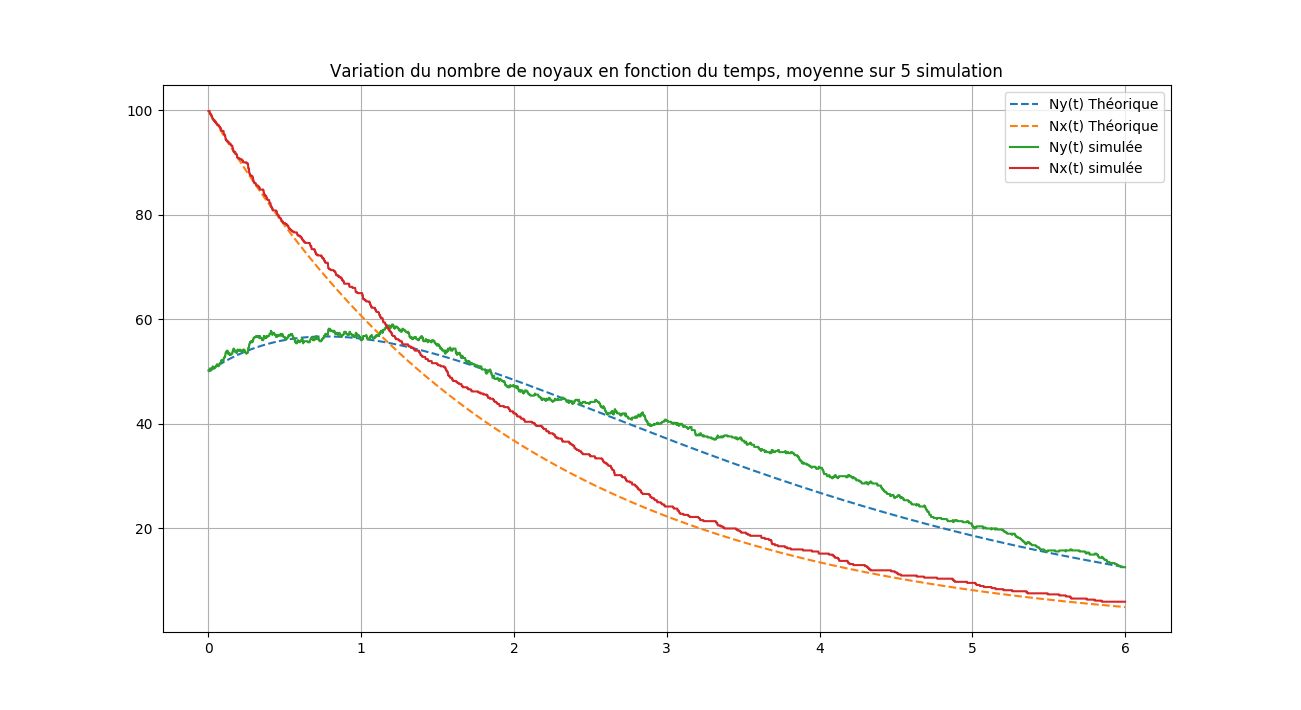 Variation du nombre de noyaux en fonction du temps, moyenne sur 5 simulation
100
80
60
40
20
Ny(t) Théorique
Nx(t) Théorique
Ny(t) simulée
Nx(t) simulée
0 1 2 3 4 5 6